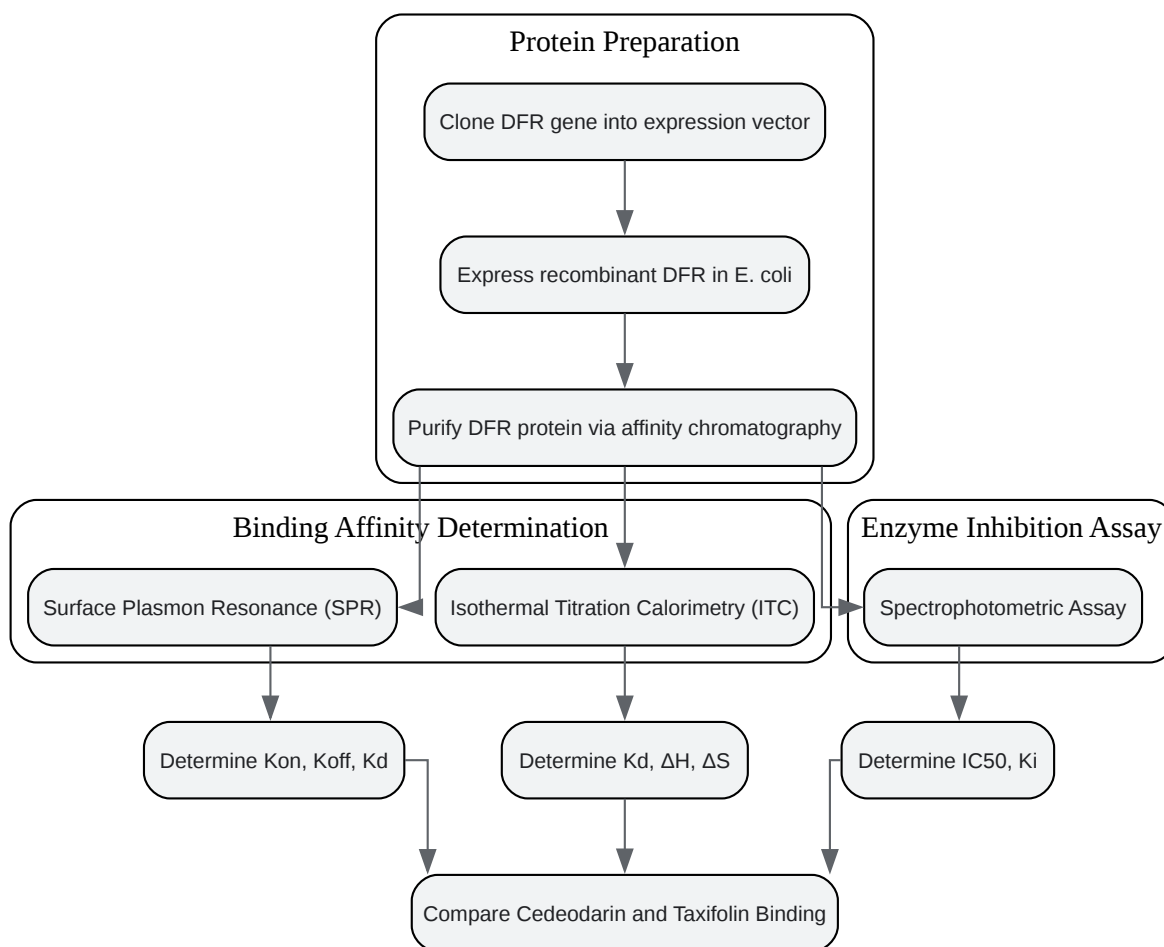 Protein Preparation
Clone DFR gene into expression vector
Express recombinant DFR in E. coli
Purify DFR protein via affinity chromatography
Binding Affinity Determination
Enzyme Inhibition Assay
Surface Plasmon Resonance (SPR)
Isothermal Titration Calorimetry (ITC)
Spectrophotometric Assay
Determine Kon, Koff, Kd
Determine Kd, ΔH, ΔS
Determine IC50, Ki
Compare Cedeodarin and Taxifolin Binding